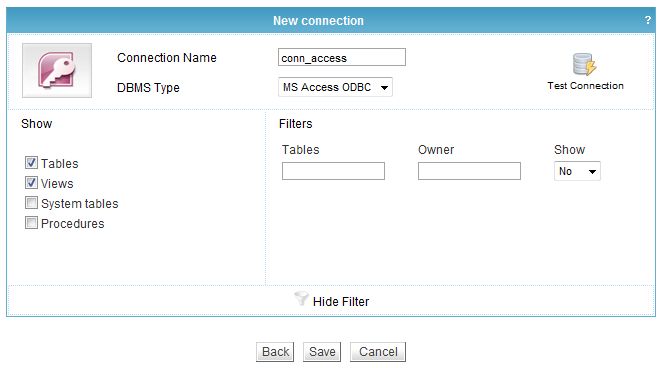 New connection ?
Connection Name conn_access
DBMS Type MS Access ODBC
Test Connection
Show
Tables
Views
System tables
Procedures
Filters
Tables Owner Show
No
Hide Filter
Back Save Cancel